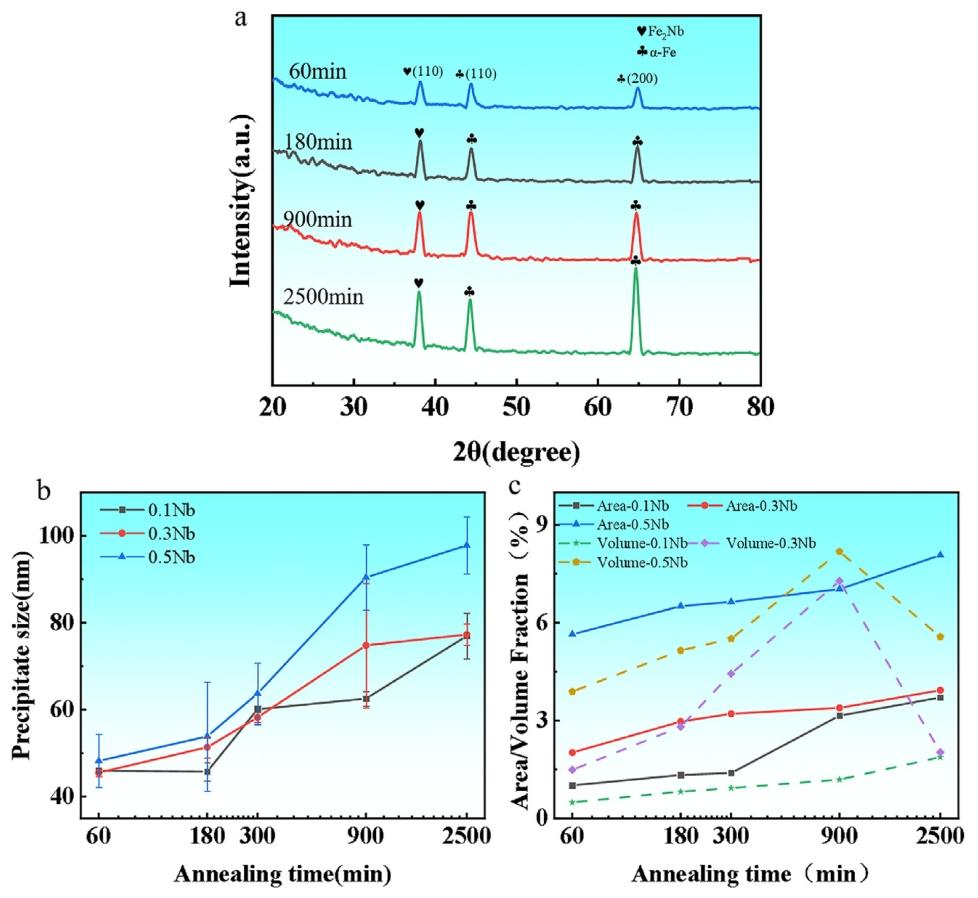 a
♥Fe₂Nb
♣α-Fe
60min
♥(110)
♣(110)
♣(200)
180min
♥
♣
♣
900min
♥
♣
♣
2500min
♥
♣
♣
Intensity(a.u.)
20 30 40 50 60 70 80
2θ(degree)
b
0.1Nb
0.3Nb
0.5Nb
Precipitate size(nm)
100
80
60
40
60 180 300 900 2500
Annealing time(min)
c
Area-0.1Nb Area-0.3Nb
Area-0.5Nb
Volume-0.1Nb Volume-0.3Nb
Volume-0.5Nb
Area/Volume Fraction（%）
9
6
3
0
60 180 300 900 2500
Annealing time（min）